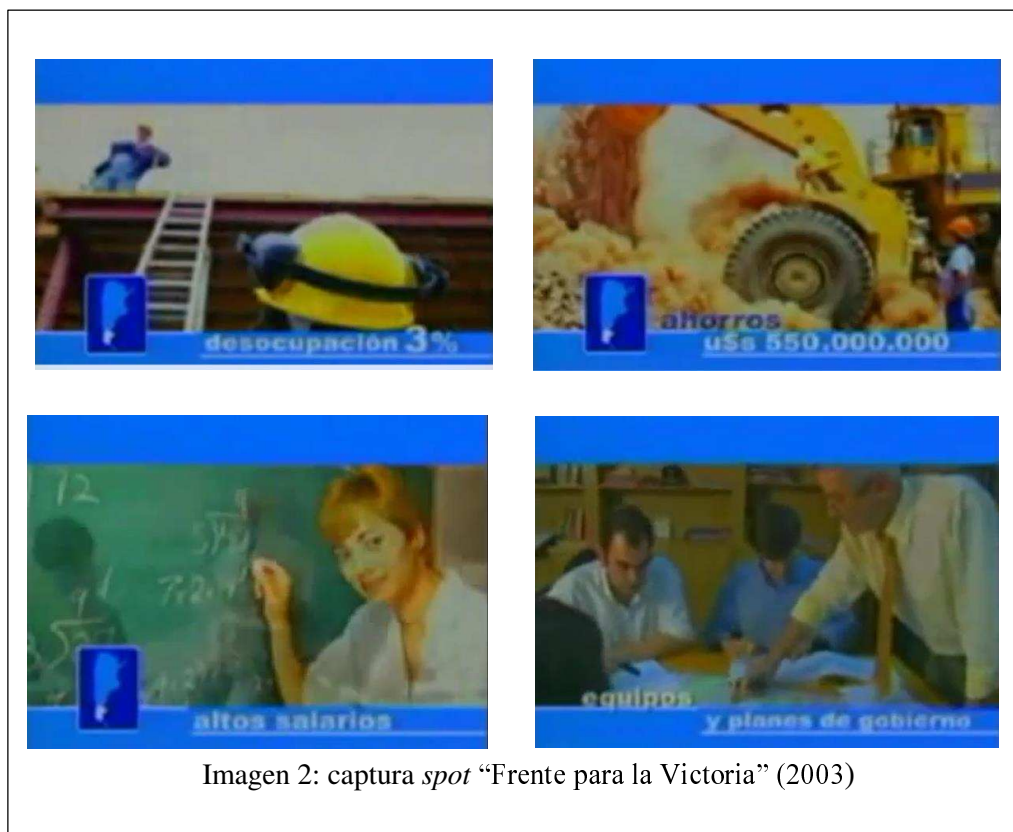 desocupación 3%
ahorros
u$s 550.000.000
altos salarios
equipos
y planes de gobierno
Imagen 2: captura spot “Frente para la Victoria” (2003)